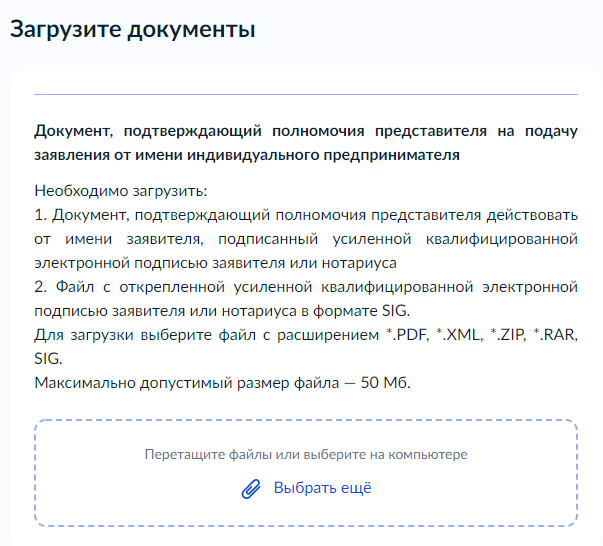 Загрузите документы
Документ, подтверждающий полномочия представителя на подачу
заявления от имени индивидуального предпринимателя
Необходимо загрузить:
1. Документ, подтверждающий полномочия представителя действовать
от имени заявителя, подписанный усиленной квалифицированной
электронной подписью заявителя или нотариуса
2. Файл с открепленной усиленной квалифицированной электронной
подписью заявителя или нотариуса в формате SIG.
Для загрузки выберите файл с расширением *.PDF, *.XML, *.ZIP, *.RAR,
SIG.
Максимально допустимый размер файла — 50 Мб.
Перетащите файлы или выберите на компьютере
Выбрать ещё